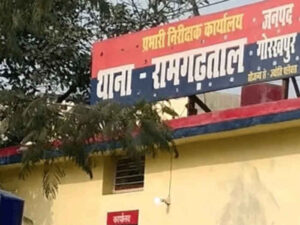 प्रभारी निरीक्षक कार्यालय जनपद
थाना - रामगढ़ताल - गोरखपुर
कार्यालय